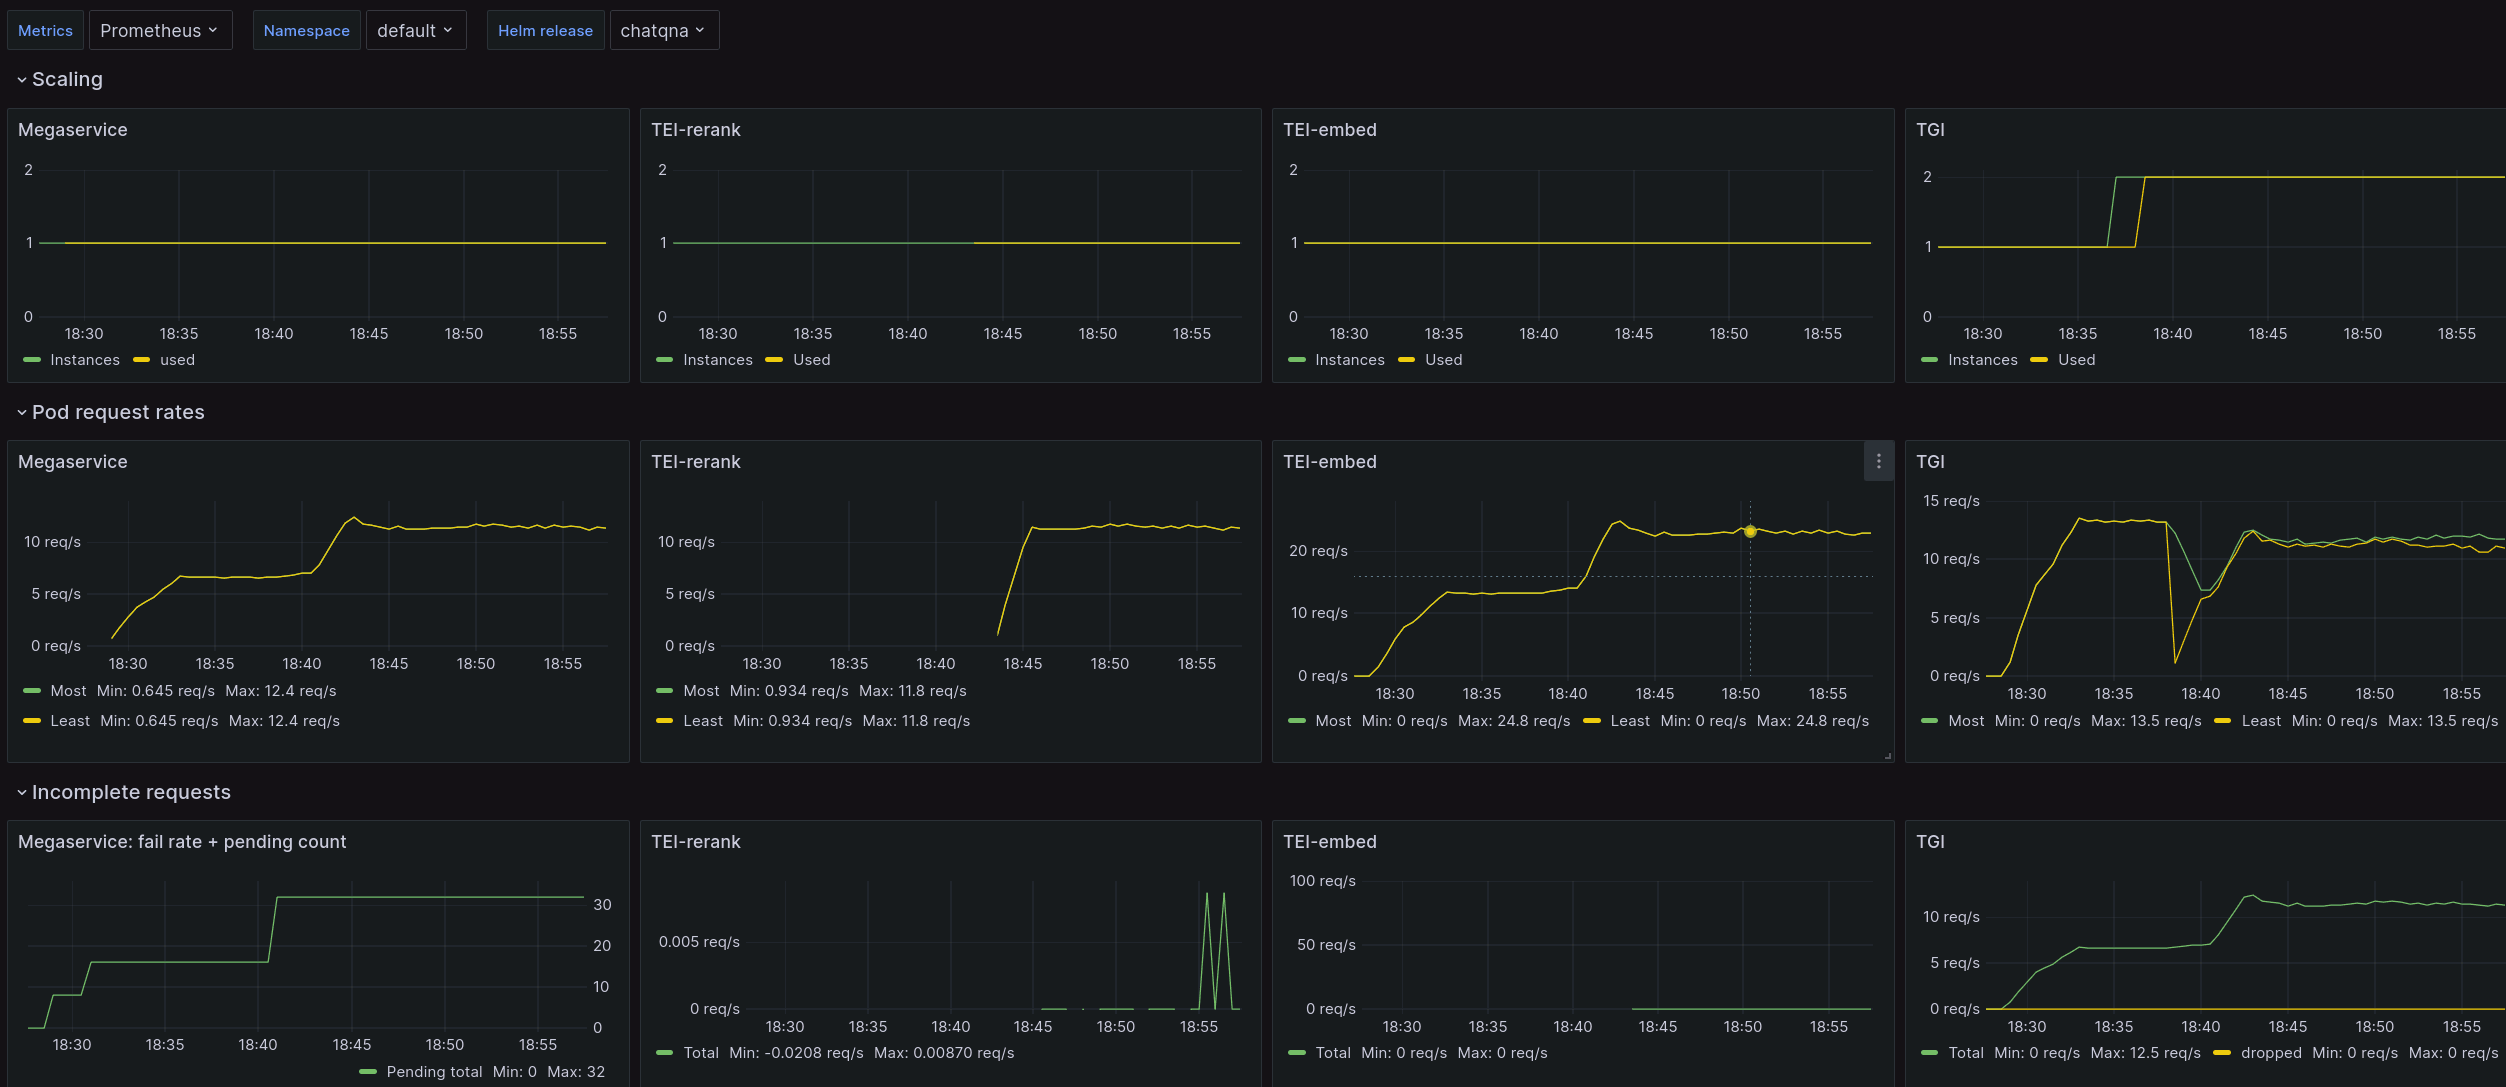 Metrics Prometheus Namespace default Helm release chatqna
Scaling
Megaservice
2
1
0
18:30 18:35 18:40 18:45 18:50 18:55
Instances used
TEI-rerank
2
1
0
18:30 18:35 18:40 18:45 18:50 18:55
Instances Used
TEI-embed
2
1
0
18:30 18:35 18:40 18:45 18:50 18:55
Instances Used
TGI
2
1
0
18:30 18:35 18:40 18:45 18:50 18:55
Instances Used
Pod request rates
Megaservice
10 req/s
5 req/s
0 req/s
18:30 18:35 18:40 18:45 18:50 18:55
Most Min: 0.645 req/s Max: 12.4 req/s
Least Min: 0.645 req/s Max: 12.4 req/s
TEI-rerank
10 req/s
5 req/s
0 req/s
18:30 18:35 18:40 18:45 18:50 18:55
Most Min: 0.934 req/s Max: 11.8 req/s
Least Min: 0.934 req/s Max: 11.8 req/s
TEI-embed
20 req/s
10 req/s
0 req/s
18:30 18:35 18:40 18:45 18:50 18:55
Most Min: 0 req/s Max: 24.8 req/s Least Min: 0 req/s Max: 24.8 req/s
TGI
15 req/s
10 req/s
5 req/s
0 req/s
18:30 18:35 18:40 18:45 18:50 18:55
Most Min: 0 req/s Max: 13.5 req/s Least Min: 0 req/s Max: 13.5 req/s
Incomplete requests
Megaservice: fail rate + pending count
30
20
10
0
18:30 18:35 18:40 18:45 18:50 18:55
Pending total Min: 0 Max: 32
TEI-rerank
0.005 req/s
0 req/s
18:30 18:35 18:40 18:45 18:50 18:55
Total Min: -0.0208 req/s Max: 0.00870 req/s
TEI-embed
100 req/s
50 req/s
0 req/s
18:30 18:35 18:40 18:45 18:50 18:55
Total Min: 0 req/s Max: 0 req/s
TGI
10 req/s
5 req/s
0 req/s
18:30 18:35 18:40 18:45 18:50 18:55
Total Min: 0 req/s Max: 12.5 req/s dropped Min: 0 req/s Max: 0 req/s